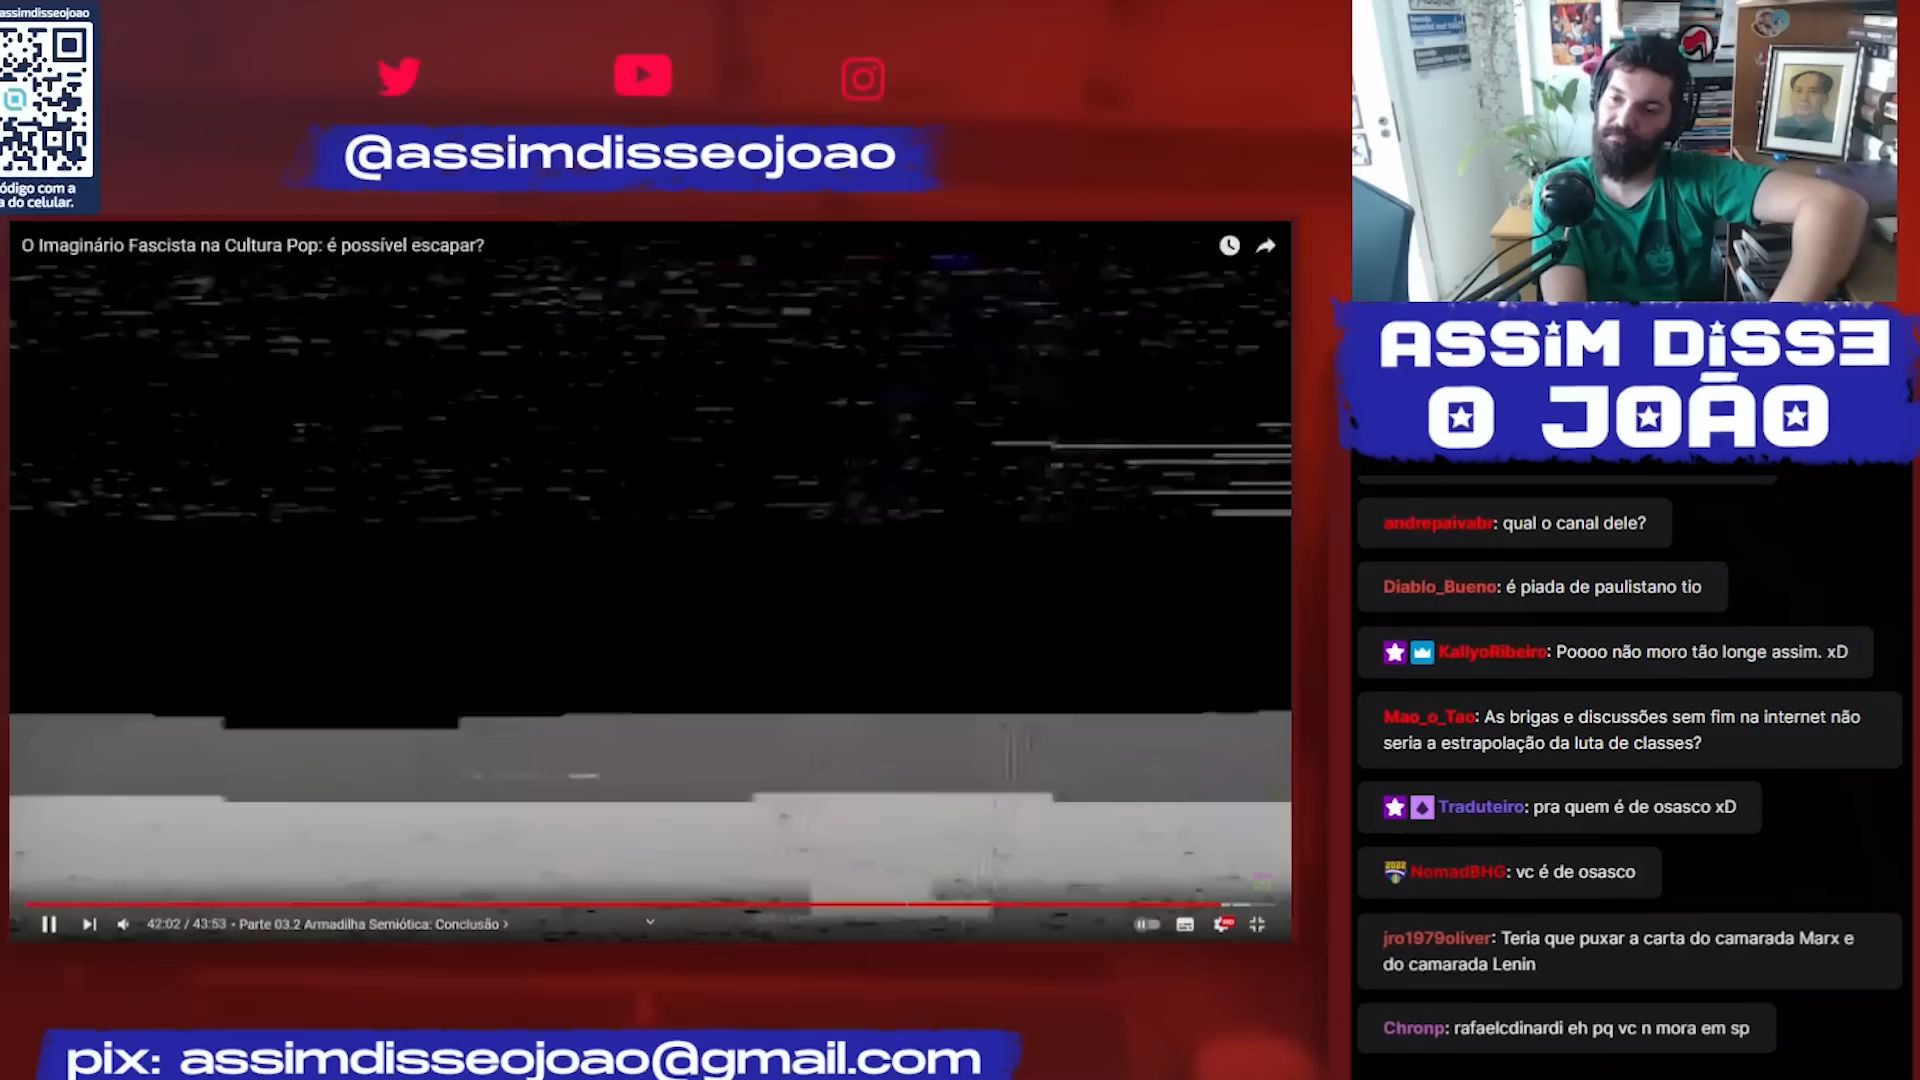 assimdisseojoao
ódigo com a
a do celular.
@assimdisseojoao
O Imaginário Fascista na Cultura Pop: é possível escapar?
42:02 / 43:53 • Parte 03.2 Armadilha Semiótica: Conclusão ›
HD
pix: assimdisseojoao@gmail.com
ASSiM DiSSE
O JOÃO
andrepaivabr: qual o canal dele?
Diablo_Bueno: é piada de paulistano tio
KallyoRibeiro: Poooo não moro tão longe assim. xD
Mao_o_Tao: As brigas e discussões sem fim na internet não
seria a estrapolação da luta de classes?
Traduteiro: pra quem é de osasco xD
2022
NomadBHG: vc é de osasco
jro1979oliver: Teria que puxar a carta do camarada Marx e
do camarada Lenin
Chronp: rafaelcdinardi eh pq vc n mora em sp